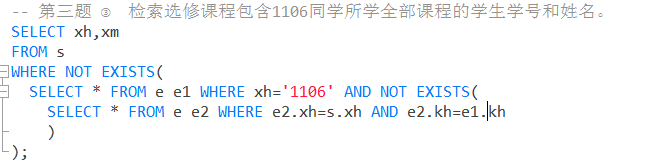 -- 第三题 ③ 检索选修课程包含1106同学所学全部课程的学生学号和姓名。
SELECT xh,xm
FROM s
WHERE NOT EXISTS(
SELECT * FROM e e1 WHERE xh='1106' AND NOT EXISTS(
SELECT * FROM e e2 WHERE e2.xh=s.xh AND e2.kh=e1.kh
)
);